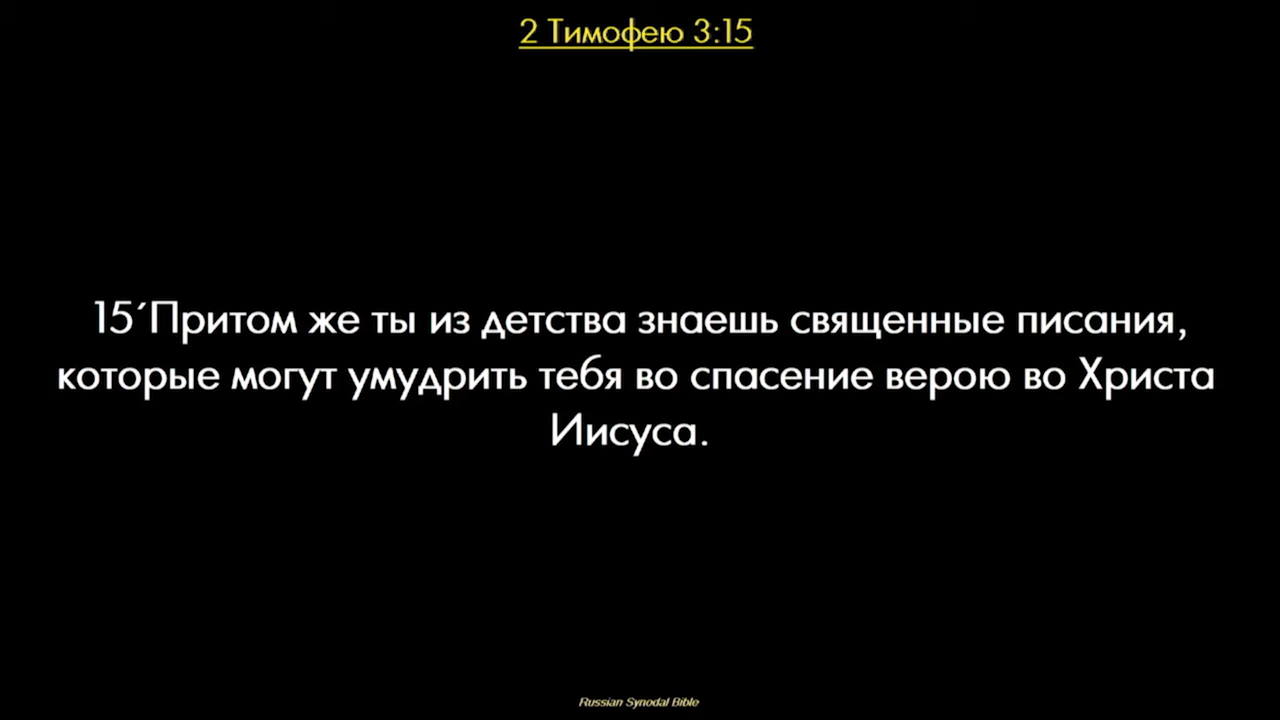 2 Тимофею 3:15
15´Притом же ты из детства знаешь священные писания,
которые могут умудрить тебя во спасение верою во Христа
Иисуса.
Russian Synodal Bible